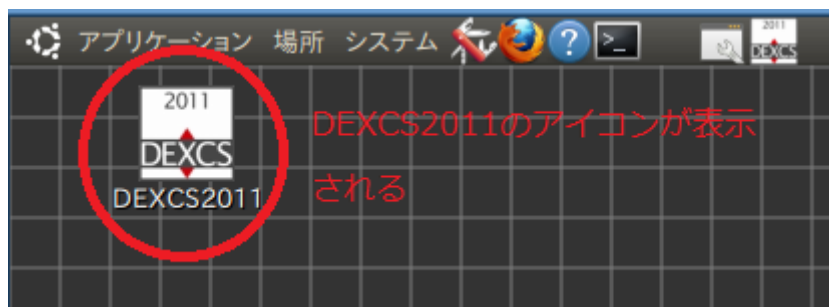 アプリケーション 場所 システム
2011
DEXCS
2011
DEXCS
DEXCS2011
DEXCS2011のアイコンが表示
される